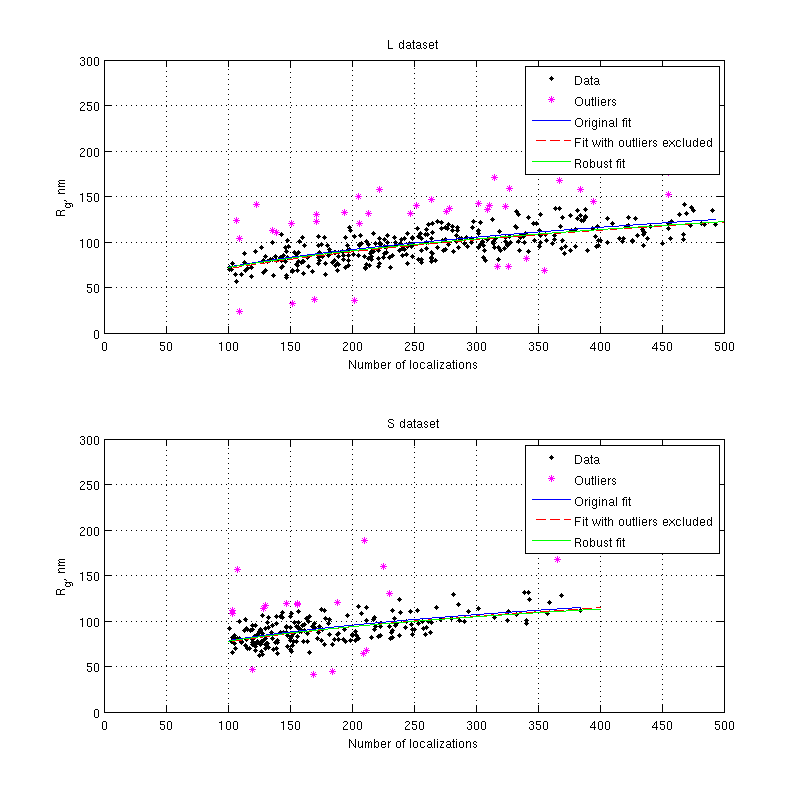 L dataset
300
250
200
150
100
50
0
R_g, nm
Data
Outliers
Original fit
Fit with outliers excluded
Robust fit
0 50 100 150 200 250 300 350 400 450 500
Number of localizations
S dataset
300
250
200
150
100
50
0
R_g, nm
Data
Outliers
Original fit
Fit with outliers excluded
Robust fit
0 50 100 150 200 250 300 350 400 450 500
Number of localizations